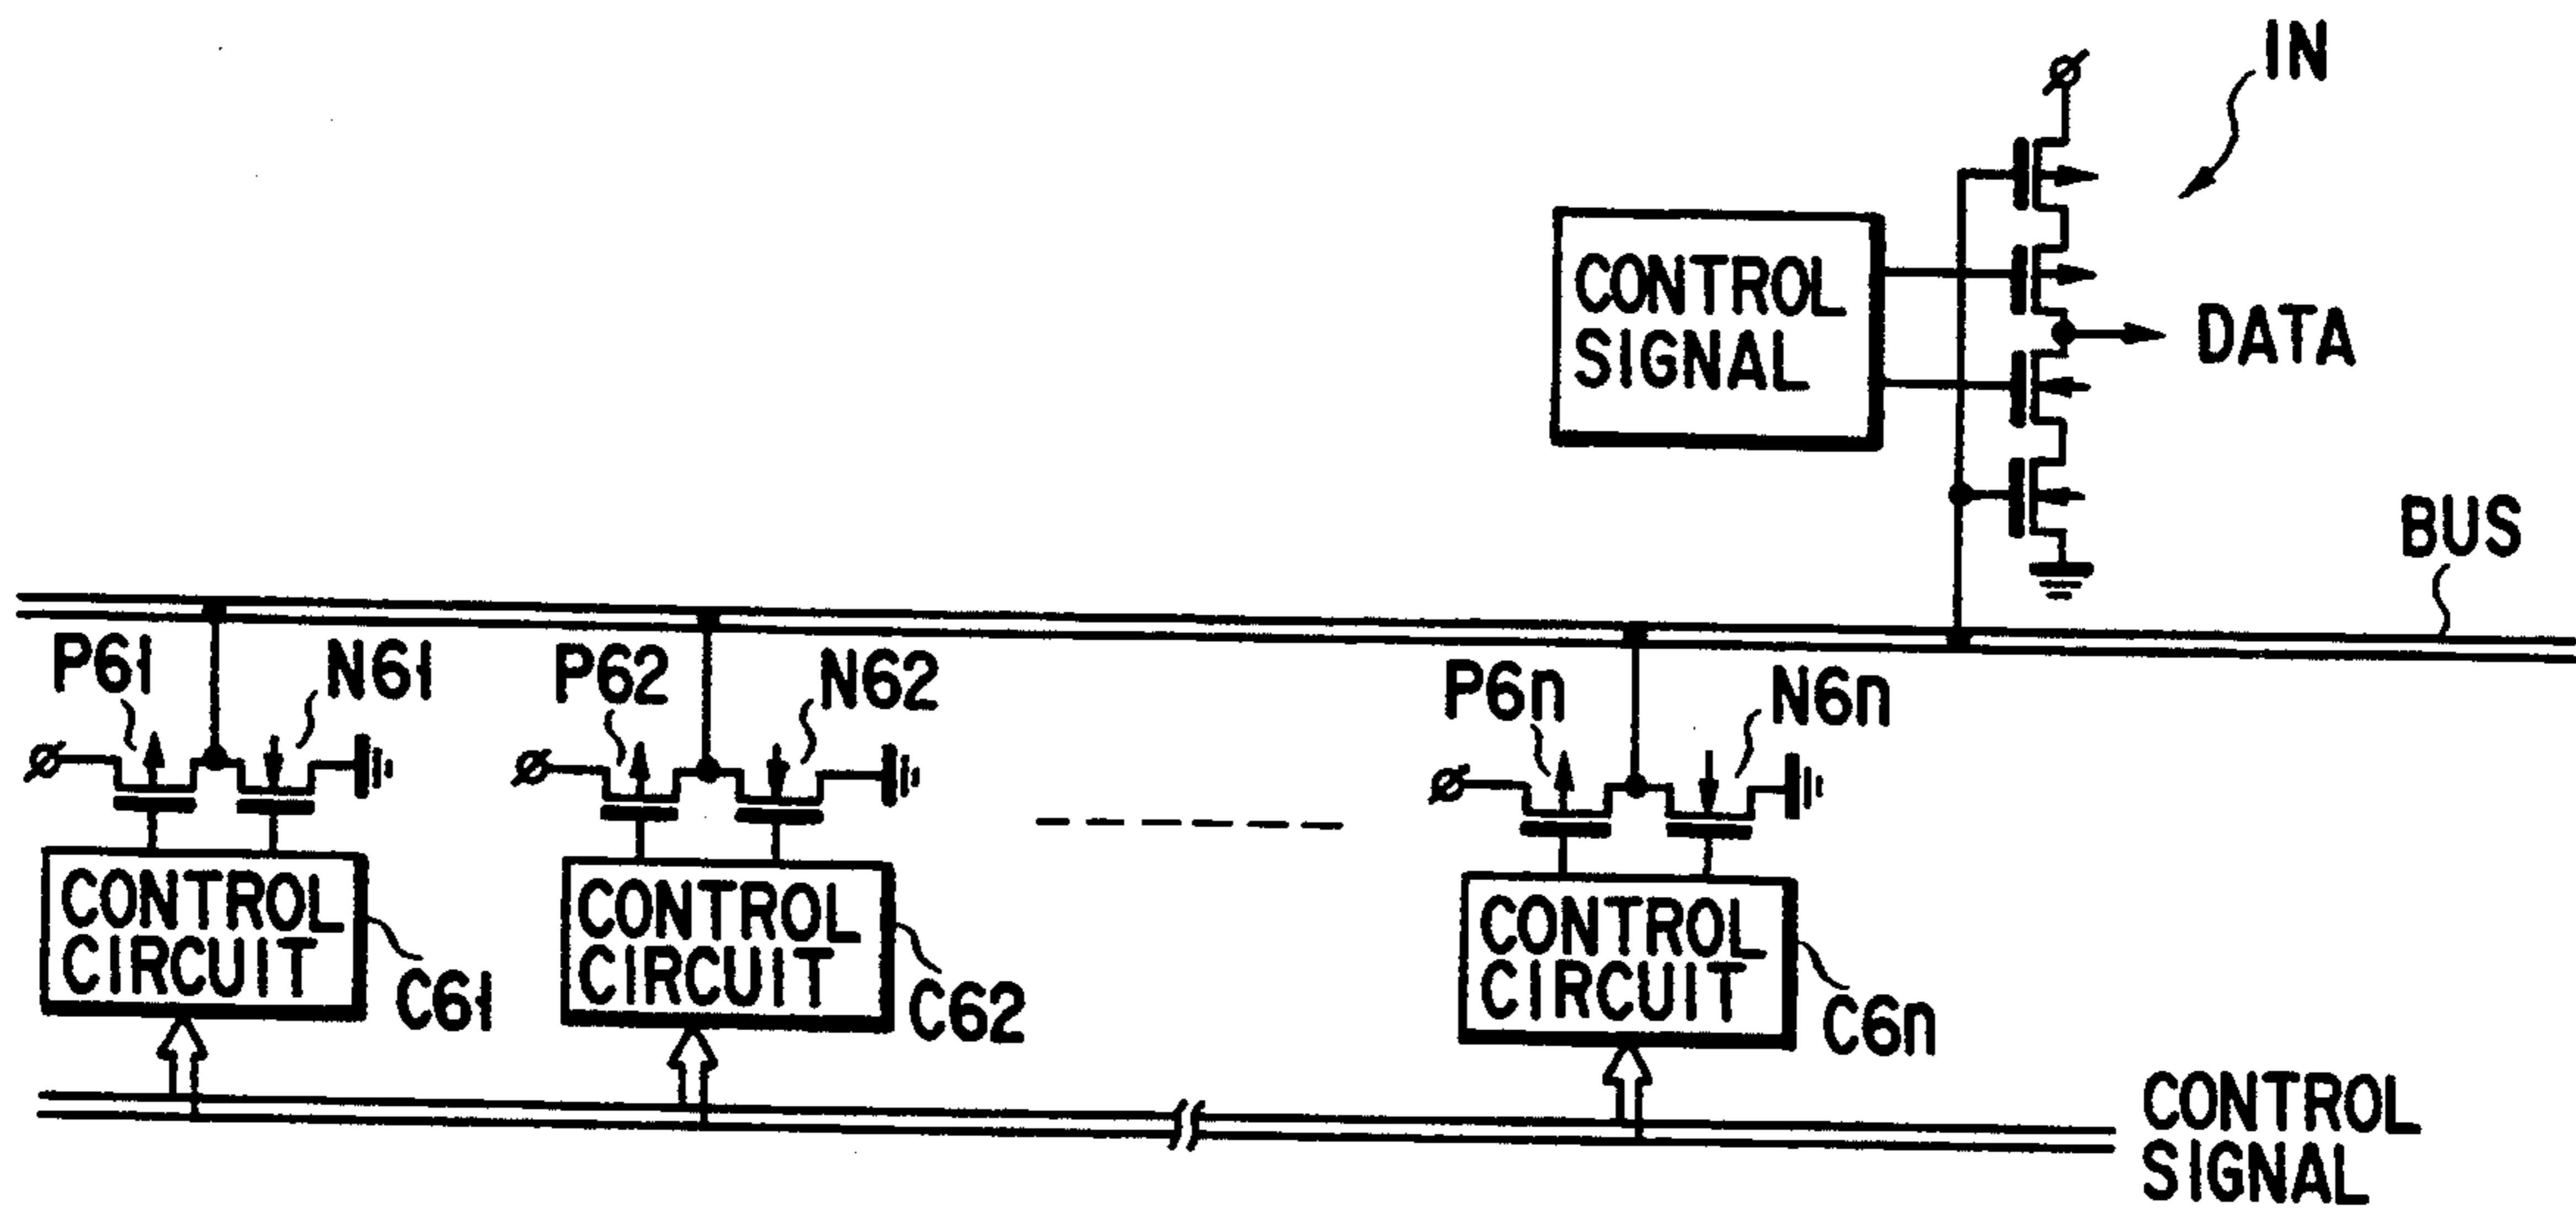 IN
CONTROL
SIGNAL
DATA
BUS
P61
N61
P62
N62
P6n
N6n
CONTROL
CIRCUIT
C61
CONTROL
CIRCUIT
C62
CONTROL
CIRCUIT
C6n
CONTROL
SIGNAL